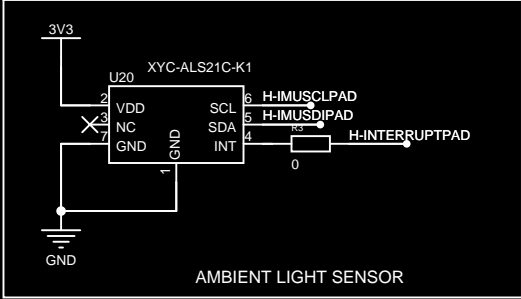 3V3
U20
XYC-ALS21C-K1
2 VDD SCL 6 H-IMUSCLPAD
3 NC SDA 5 H-IMUSDIPAD
7 GND GND INT 4 R3 H-INTERRUPTPAD
1
0
GND
AMBIENT LIGHT SENSOR